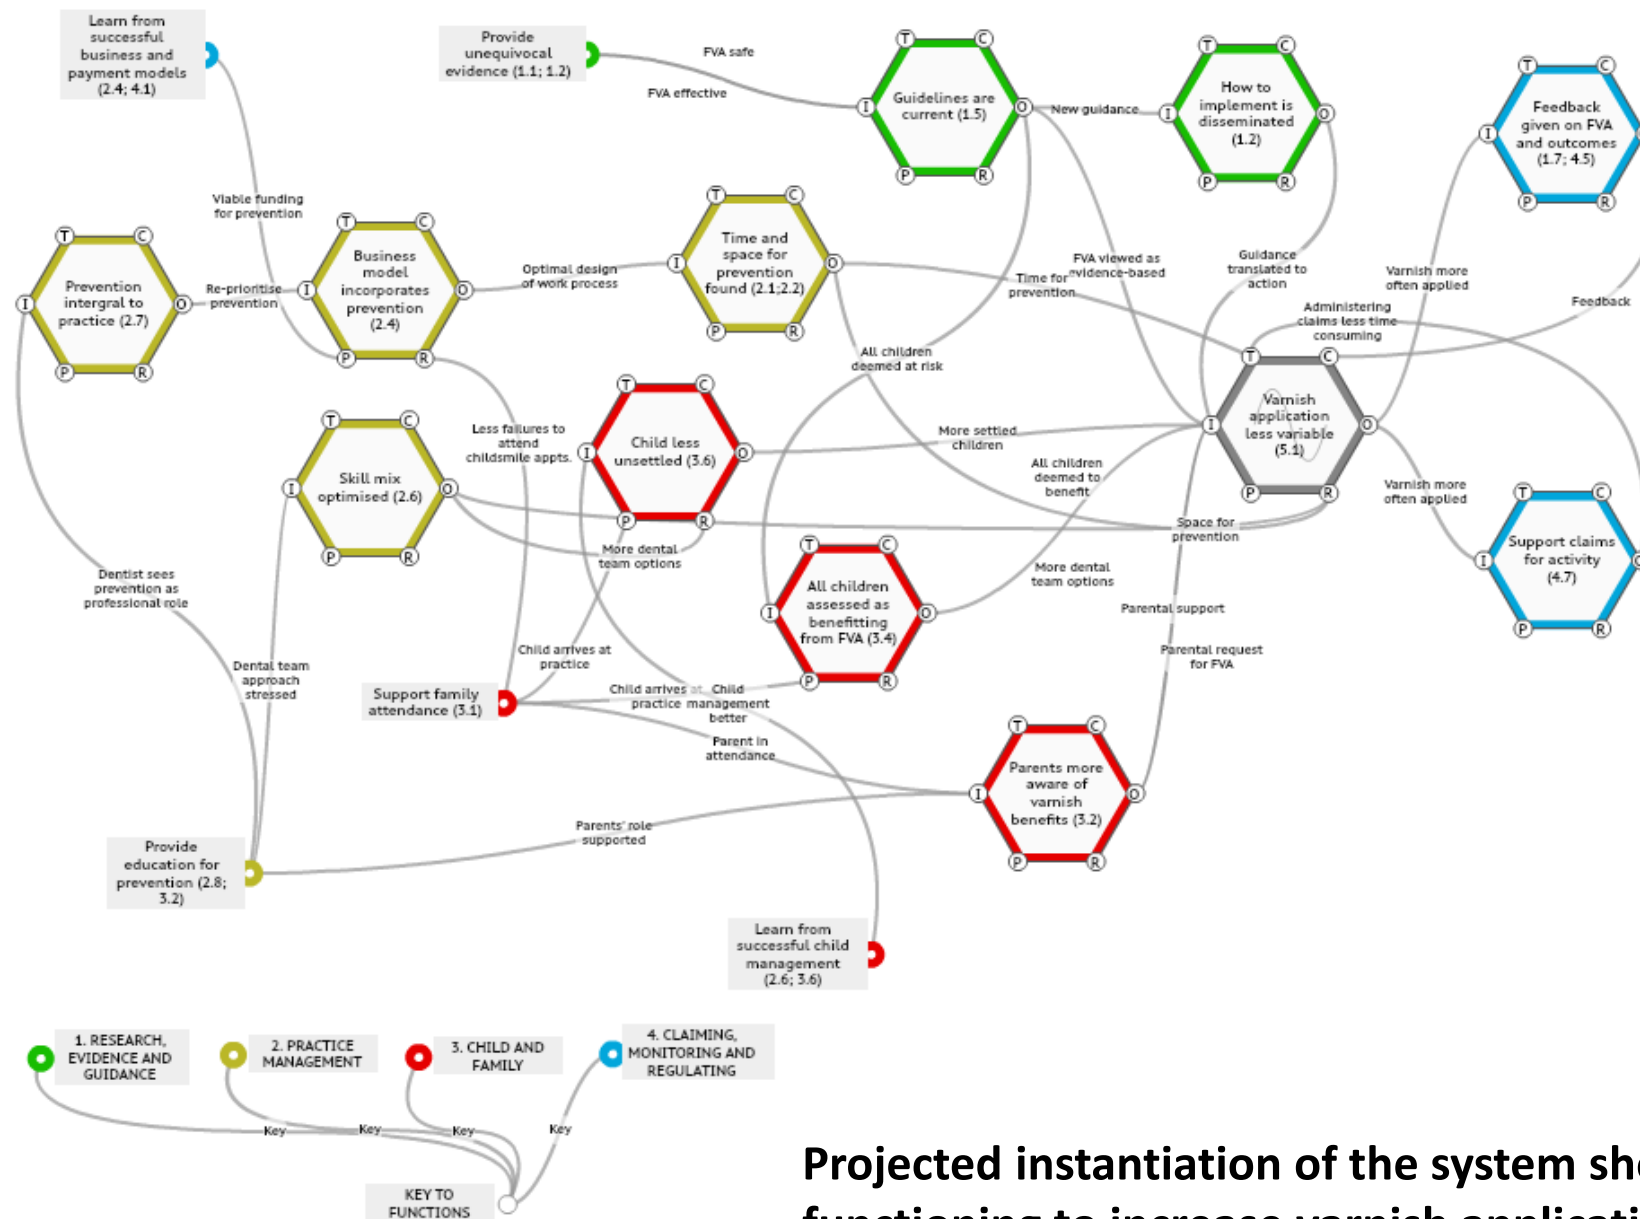 Learn from
successful
business and
payment models
(2.4; 4.1)
Provide
unequivocal
evidence (1.1; 1.2)
FVA safe
FVA effective
T
C
I
Guidelines are
current (1.5)
O
P
R
New guidance
T
C
I
How to
implement is
disseminated
(1.2)
O
P
R
T
C
I
Feedback
given on FVA
and outcomes
(1.7; 4.5)
P
R
Viable funding
for prevention
T
C
I
Prevention
intergral to
practice (2.7)
O
P
R
Re-prioritise
prevention
T
C
I
Business
model
incorporates
prevention
(2.4)
O
P
R
Optimal design
of work process
T
C
I
Time and
space for
prevention
found (2.1;2.2)
O
P
R
Time for
prevention
FVA viewed as
evidence-based
Guidance
translated to
action
Varnish more
often applied
Administering
claims less time
consuming
Feedback
All children
deemed at risk
T
C
I
Varnish
application
less variable
(5.1)
O
P
R
T
C
I
Skill mix
optimised (2.6)
O
P
R
Less failures to
attend
childsmile appts.
T
C
I
Child less
unsettled (3.6)
O
P
R
More settled
children
All children
deemed to
benefit
Varnish more
often applied
Space for
prevention
More dental
team options
T
C
I
All children
assessed as
benefitting
from FVA (3.4)
O
P
R
More dental
team options
T
C
I
Support claims
for activity
(4.7)
P
R
Dentist sees
prevention as
professional role
Parental support
Parental request
for FVA
Dental team
approach
stressed
Child arrives at
practice
Support family
attendance (3.1)
Child arrives at
practice
Child
management
better
Parent in
attendance
T
C
I
Parents more
aware of
varnish
benefits (3.2)
O
P
R
Parents' role
supported
Provide
education for
prevention (2.8;
3.2)
Learn from
successful child
management
(2.6; 3.6)
1. RESEARCH,
EVIDENCE AND
GUIDANCE
2. PRACTICE
MANAGEMENT
3. CHILD AND
FAMILY
4. CLAIMING,
MONITORING AND
REGULATING
Key
Key
Key
Key
KEY TO
FUNCTIONS
Projected instantiation of the system
functioning to increase varnish